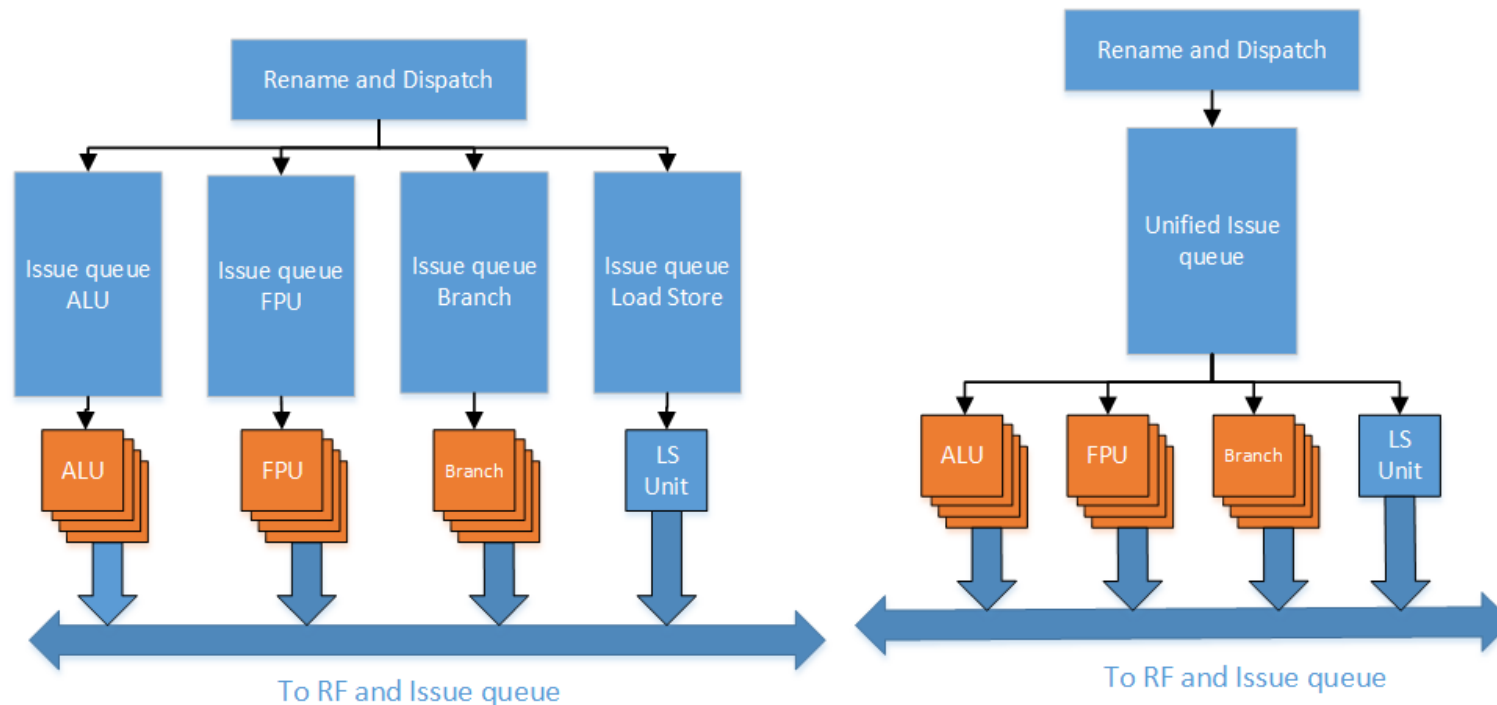 Rename and Dispatch
Issue queue
ALU
Issue queue
FPU
Issue queue
Branch
Issue queue
Load Store
ALU
FPU
Branch
LS
Unit
To RF and Issue queue
Rename and Dispatch
Unified Issue
queue
ALU
FPU
Branch
LS
Unit
To RF and Issue queue